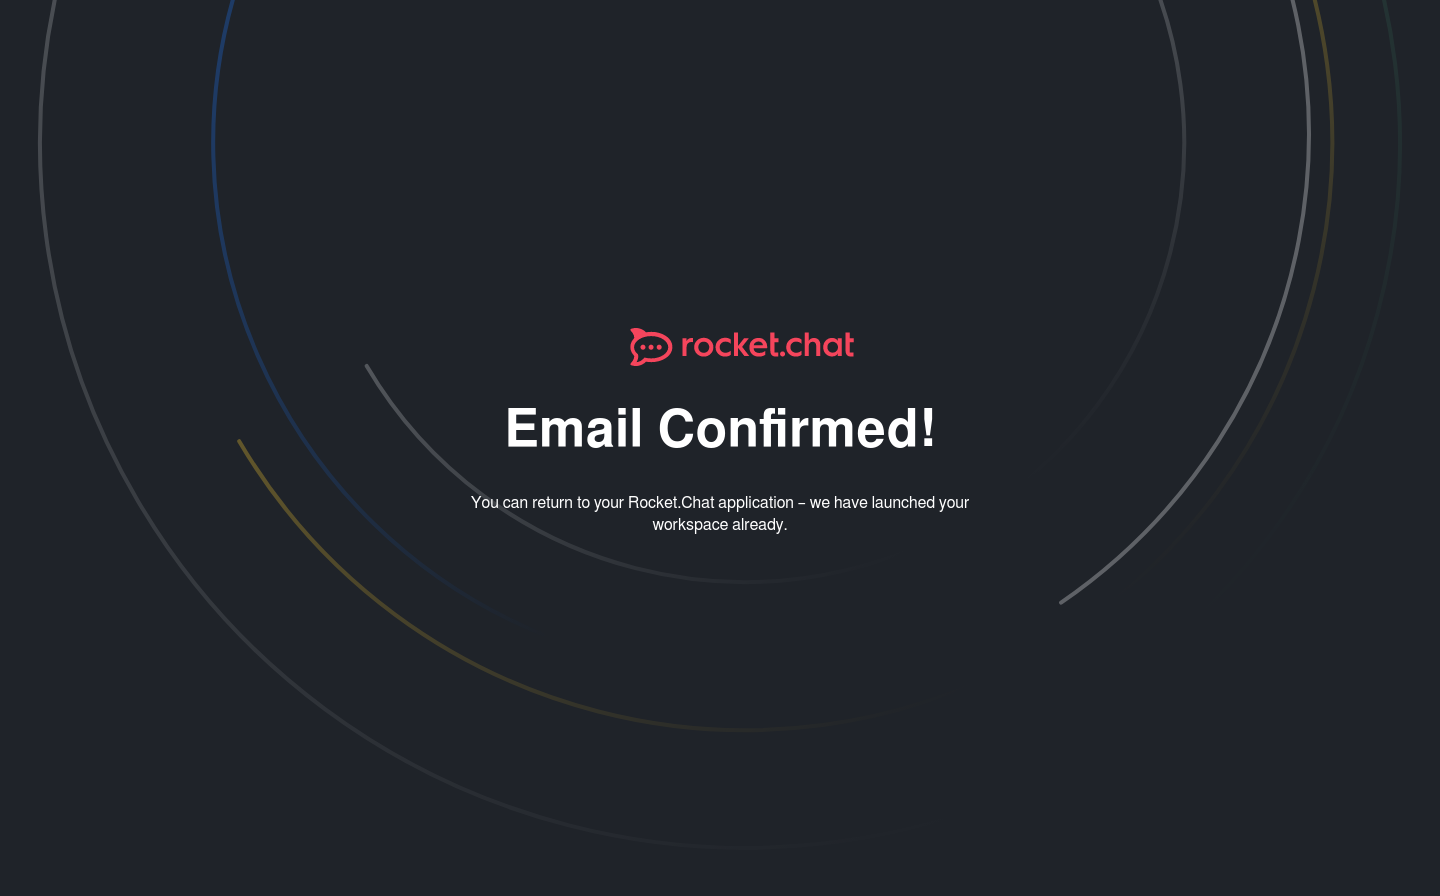 rocket.chat
Email Confirmed!
You can return to your Rocket.Chat application – we have launched your
workspace already.